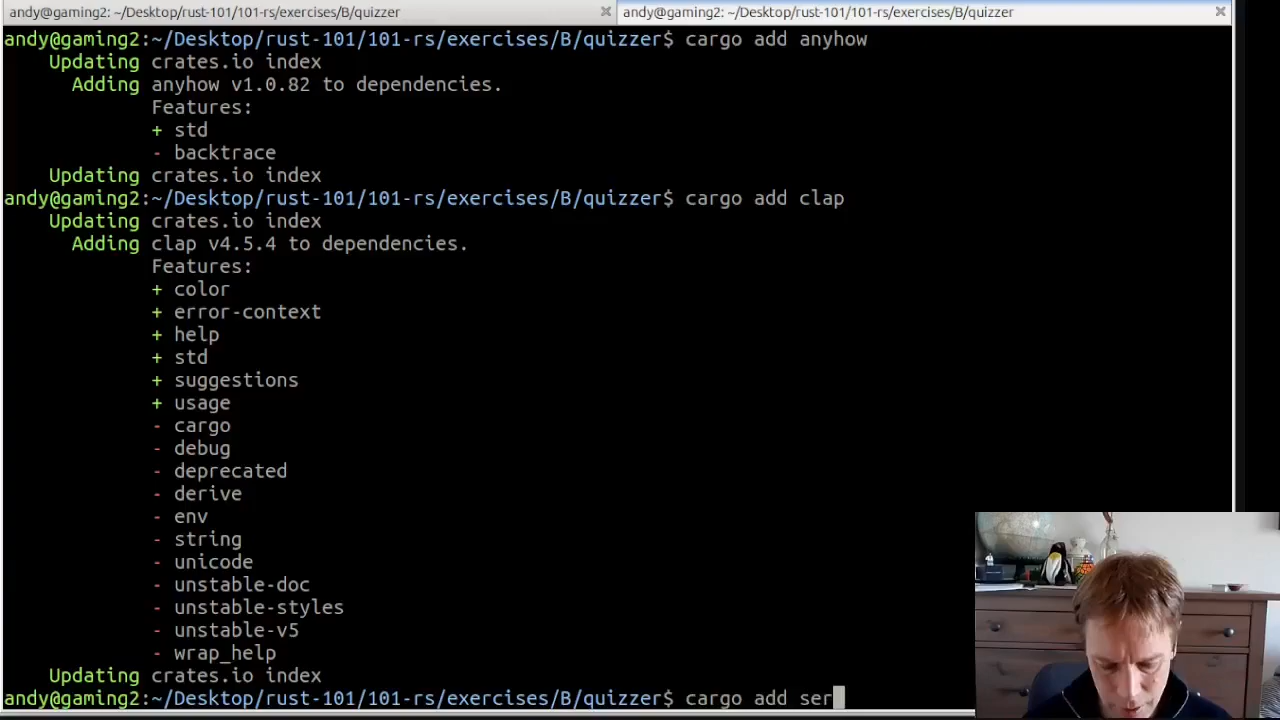 andy@gaming2: ~/Desktop/rust-101/101-rs/exercises/B/quizzer
andy@gaming2: ~/Desktop/rust-101/101-rs/exercises/B/quizzer
andy@gaming2:~/Desktop/rust-101/101-rs/exercises/B/quizzer$ cargo add anyhow
Updating crates.io index
Adding anyhow v1.0.82 to dependencies.
Features:
+ std
- backtrace
Updating crates.io index
andy@gaming2:~/Desktop/rust-101/101-rs/exercises/B/quizzer$ cargo add clap
Updating crates.io index
Adding clap v4.5.4 to dependencies.
Features:
+ color
+ error-context
+ help
+ std
+ suggestions
+ usage
- cargo
- debug
- deprecated
- derive
- env
- string
- unicode
- unstable-doc
- unstable-styles
- unstable-v5
- wrap_help
Updating crates.io index
andy@gaming2:~/Desktop/rust-101/101-rs/exercises/B/quizzer$ cargo add ser